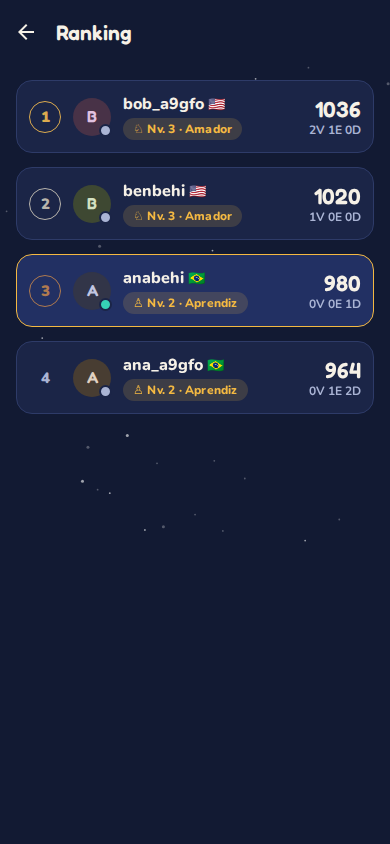 Ranking
1
B
bob_a9gfo 🇺🇸
1036
♘ Nv. 3 · Amador
2V 1E 0D
2
B
benbehi 🇺🇸
1020
♘ Nv. 3 · Amador
1V 0E 0D
3
A
anabehi 🇧🇷
980
♙ Nv. 2 · Aprendiz
0V 0E 1D
4
A
ana_a9gfo 🇧🇷
964
♙ Nv. 2 · Aprendiz
0V 1E 2D